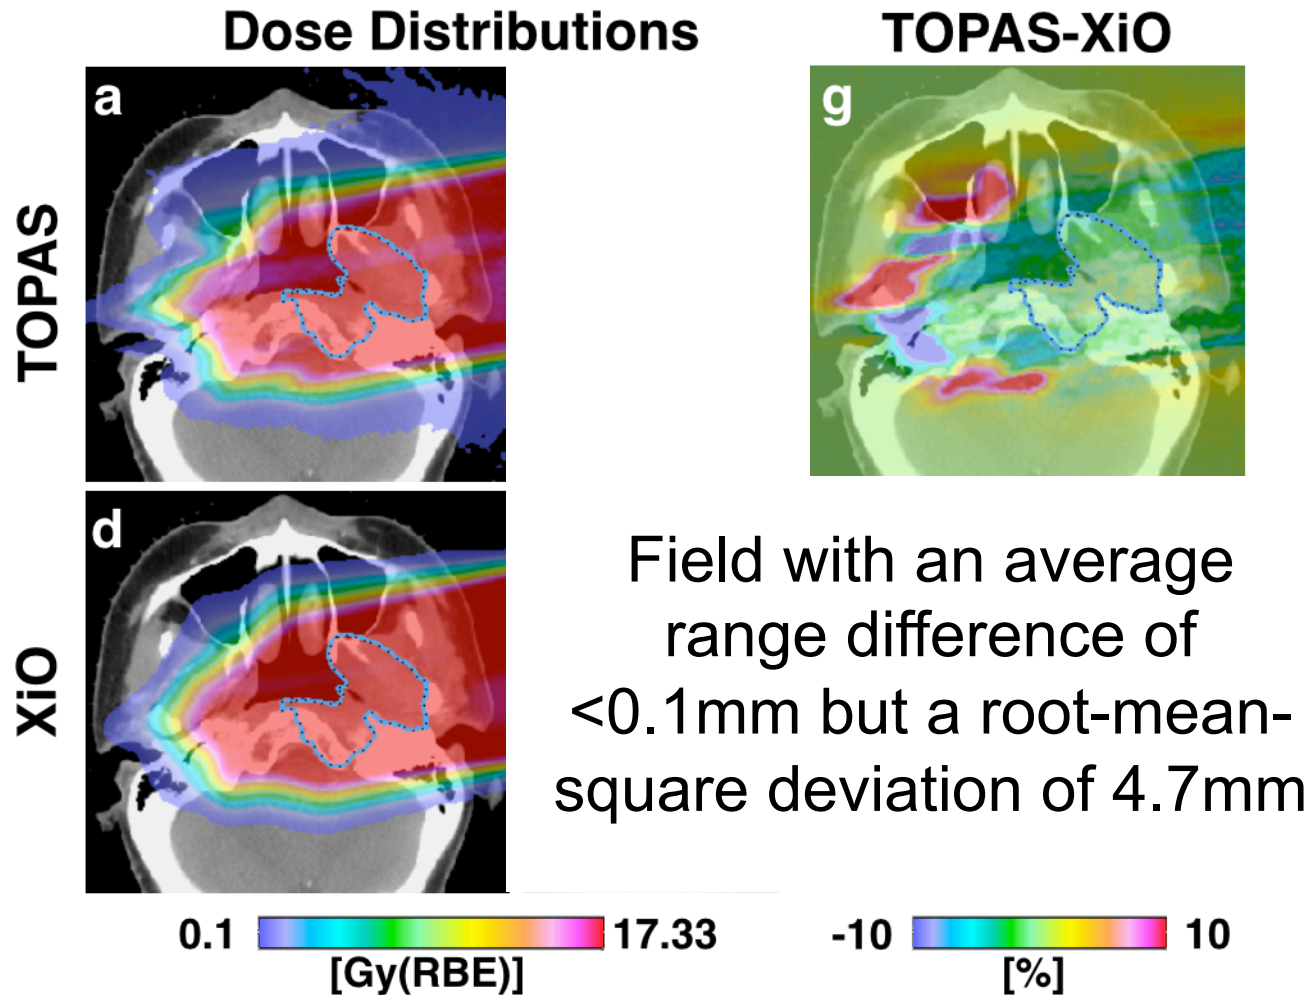 Dose Distributions
TOPAS-XiO
TOPAS
a
g
XiO
d
Field with an average
range difference of
<0.1mm but a root-mean-
square deviation of 4.7mm
0.1
17.33
[Gy(RBE)]
-10
10
[%]